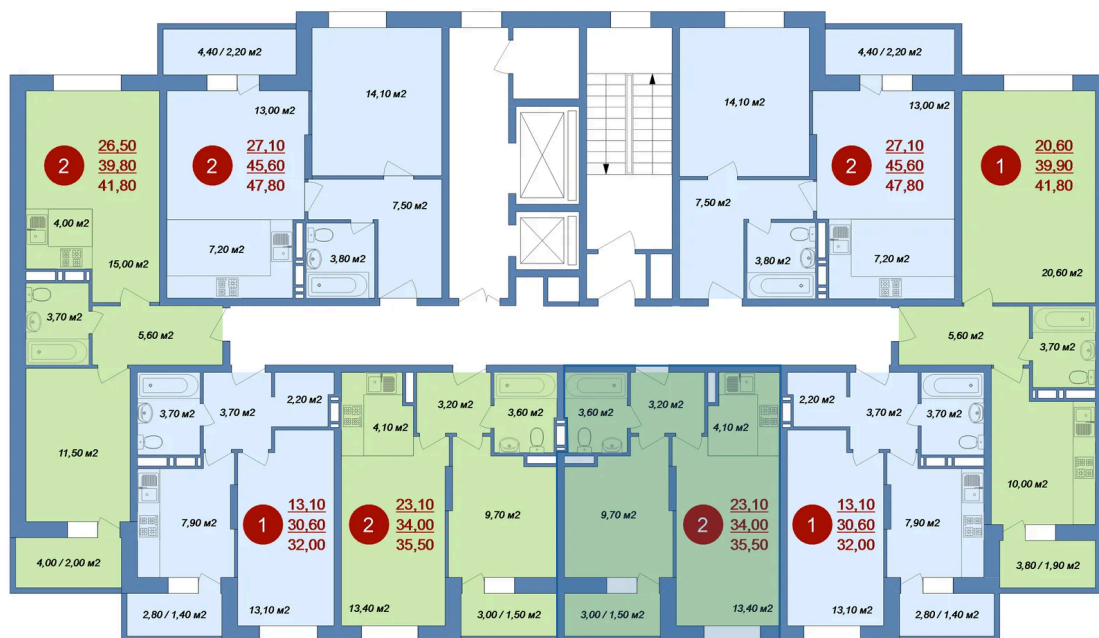 4,40 / 2,20 м2
14,10 м2
13,00 м2
2
27,10
45,60
47,80
7,50 м2
7,20 м2
3,80 м2
2
26,50
39,80
41,80
4,00 м2
15,00 м2
3,70 м2
5,60 м2
11,50 м2
4,00 / 2,00 м2
4,40 / 2,20 м2
14,10 м2
13,00 м2
2
27,10
45,60
47,80
7,50 м2
3,80 м2
7,20 м2
1
20,60
39,90
41,80
20,60 м2
5,60 м2
3,70 м2
10,00 м2
3,80 / 1,90 м2
3,70 м2
3,70 м2
2,20 м2
7,90 м2
1
13,10
30,60
32,00
13,10 м2
2,80 / 1,40 м2
4,10 м2
3,20 м2
3,60 м2
2
23,10
34,00
35,50
9,70 м2
13,40 м2
3,00 / 1,50 м2
3,60 м2
3,20 м2
4,10 м2
9,70 м2
2
23,10
34,00
35,50
3,00 / 1,50 м2
13,40 м2
2,20 м2
3,70 м2
3,70 м2
1
13,10
30,60
32,00
7,90 м2
13,10 м2
2,80 / 1,40 м2